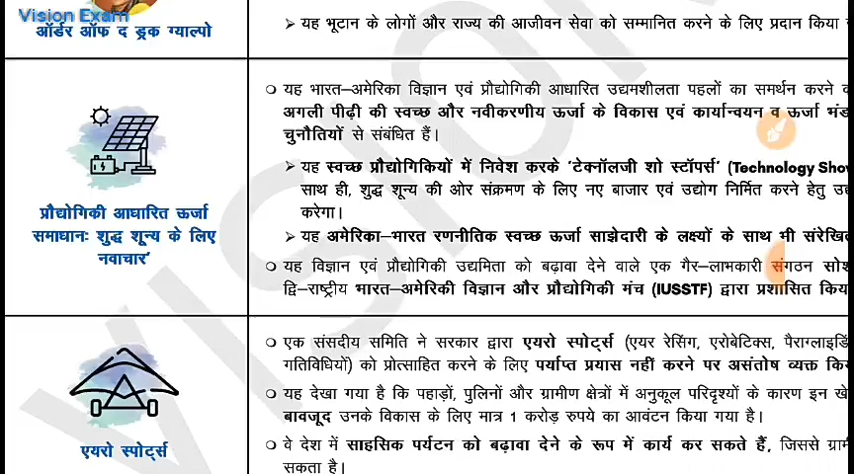 Vision Exam
ऑर्डर ऑफ द ड्रक ग्याल्पो
➢ यह भूटान के लोगों और राज्य की आजीवन सेवा को सम्मानित करने के लिए प्रदान किया
प्रौद्योगिकी आधारित ऊर्जा
समाधानः शुद्ध शून्य के लिए
नवाचार'
○ यह भारत–अमेरिका विज्ञान एवं प्रौद्योगिकी आधारित उद्यमशीलता पहलों का समर्थन करने
अगली पीढ़ी की स्वच्छ और नवीकरणीय ऊर्जा के विकास एवं कार्यान्वयन व ऊर्जा मंड
चुनौतियों से संबंधित हैं।
➢ यह स्वच्छ प्रौद्योगिकियों में निवेश करके 'टेक्नॉलजी शो स्टॉपर्स' (Technology Show
साथ ही, शुद्ध शून्य की ओर संक्रमण के लिए नए बाजार एवं उद्योग निर्मित करने हेतु
करेगा।
➢ यह अमेरिका–भारत रणनीतिक स्वच्छ ऊर्जा साझेदारी के लक्ष्यों के साथ भी संरेखि
○ यह विज्ञान एवं प्रौद्योगिकी उद्यमिता को बढ़ावा देने वाले एक गैर–लाभकारी संगठन
द्वि–राष्ट्रीय भारत–अमेरिकी विज्ञान और प्रौद्योगिकी मंच (IUSSTF) द्वारा प्रशासित किय
एयरो स्पोर्ट्स
○ एक संसदीय समिति ने सरकार द्वारा एयरो स्पोर्ट्स (एयर रेसिंग, एरोबेटिक्स, पैराग्लाइडिं
गतिविधियों) को प्रोत्साहित करने के लिए पर्याप्त प्रयास नहीं करने पर असंतोष व्यक्त कि
○ यह देखा गया है कि पहाड़ों, पुलिनों और ग्रामीण क्षेत्रों में अनुकूल परिदृश्यों के कारण इन खे
बावजूद उनके विकास के लिए मात्र 1 करोड़ रुपये का आवंटन किया गया है।
○ वे देश में साहसिक पर्यटन को बढ़ावा देने के रूप में कार्य कर सकते हैं, जिससे ग्राम
सकता है।
VISION